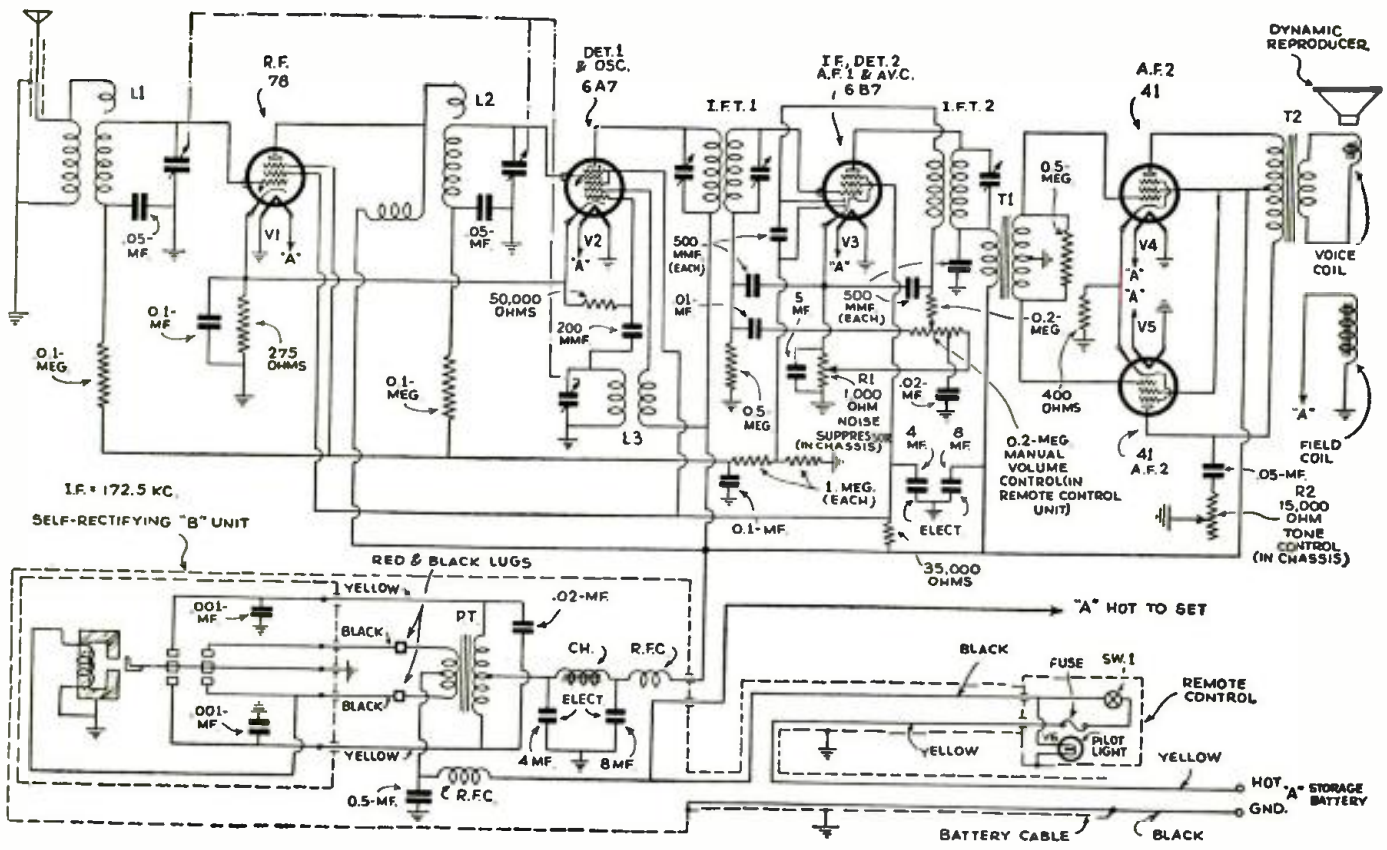 DYNAMIC
REPRODUCER
R.F.
78
DET.1
& OSC.
6A7
I.F., DET.2
A.F.1 & AV.C.
6B7
A.F.2
41
L1
L2
I.F.T.1
I.F.T.2
T2
T1
0.5-
MEG
.05-
MF.
V1
"A"
.05-
MF.
V2
"A"
500
MMF.
(EACH)
V3
"A"
500
MMF.
(EACH)
0.2-
MEG
V4
"A"
"A"
V5
VOICE
COIL
0.1-
MF.
275
OHMS
50,000
OHMS
200
MMF.
.01-
MF
5
MF
0.1-
MEG
0.1-
MEG
L3
0.5-
MEG
R1
1,000
OHM
NOISE
SUPPRESSOR
(IN CHASSIS)
.02-
MF.
4
MF.
8
MF.
400
OHMS
0.2-MEG.
MANUAL
VOLUME
CONTROL(IN
REMOTE CONTROL
UNIT)
41
A.F.2
"A"
FIELD
COIL
.05-MF.
R2
15,000
OHM
TONE
CONTROL
(IN CHASSIS)
1. MEG.
(EACH)
0.1-MF.
ELECT
35,000
OHMS
I.F.= 172.5 KC.
SELF-RECTIFYING "B" UNIT
RED & BLACK LUGS
YELLOW
.02-MF.
.001-
MF.
BLACK
PT.
CH.
R.F.C.
"A" HOT TO SET
BLACK
FUSE
SW.1
REMOTE
CONTROL
.001-
MF.
BLACK
ELECT
YELLOW
4 MF.
8 MF.
YELLOW
V6
PILOT
LIGHT
YELLOW
0.5-MF.
R.F.C.
HOT
"A" STORAGE
BATTERY
GND.
BATTERY CABLE
BLACK